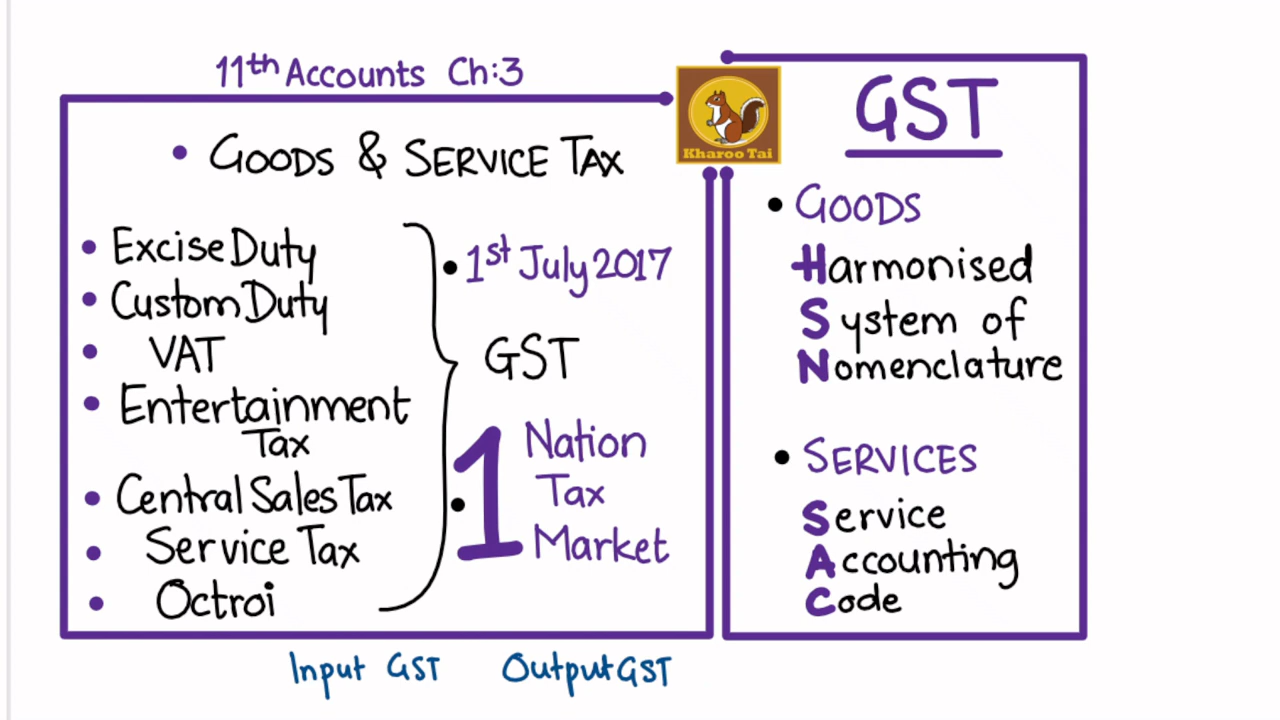 11th Accounts Ch:3
• GOODS & SERVICE TAX
• Excise Duty
• Custom Duty
• VAT
• Entertainment
Tax
• Central Sales Tax
• Service Tax
• Octroi
• 1st July 2017
GST
• 1 Nation
Tax
Market
Input GST Output GST
Kharoo Tai
GST
• GOODS
Harmonised
System of
Nomenclature
• SERVICES
Service
Accounting
Code